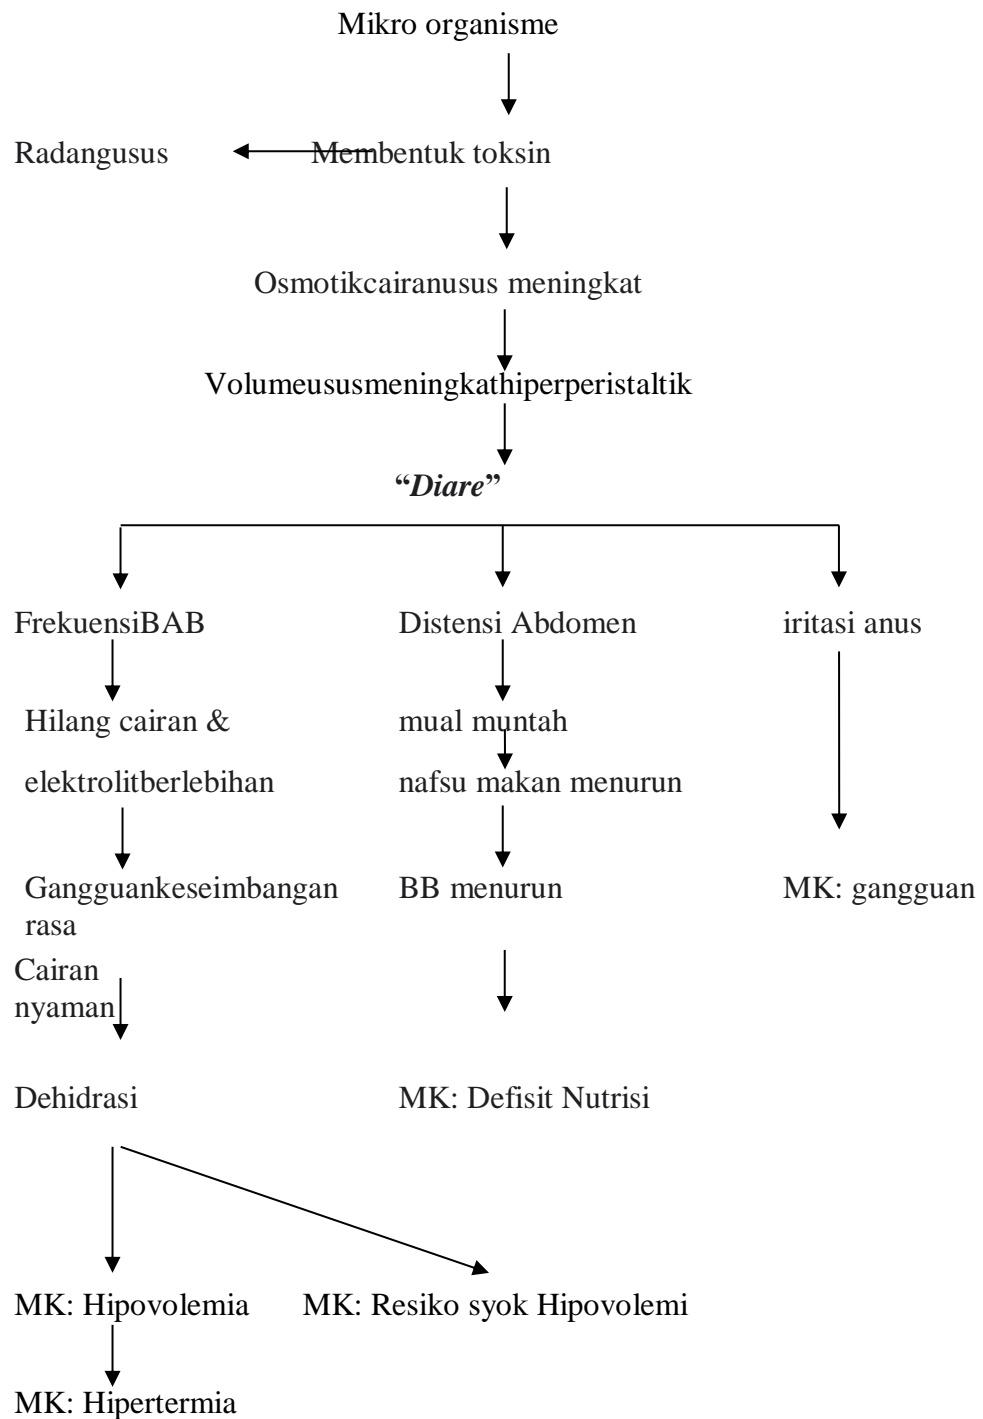 Mikro organisme
Radangusus Membentuk toksin
Osmotikcairanusus meningkat
Volumeususmeningkathiperperistaltik
“Diare”
FrekuensiBAB Distensi Abdomen iritasi anus
Hilang cairan & mual muntah
elektrolitberlebihan nafsu makan menurun
Gangguankeseimbangan BB menurun MK: gangguan
rasa
Cairan
nyaman
Dehidrasi MK: Defisit Nutrisi
MK: Hipovolemia MK: Resiko syok Hipovolemi
MK: Hipertermia